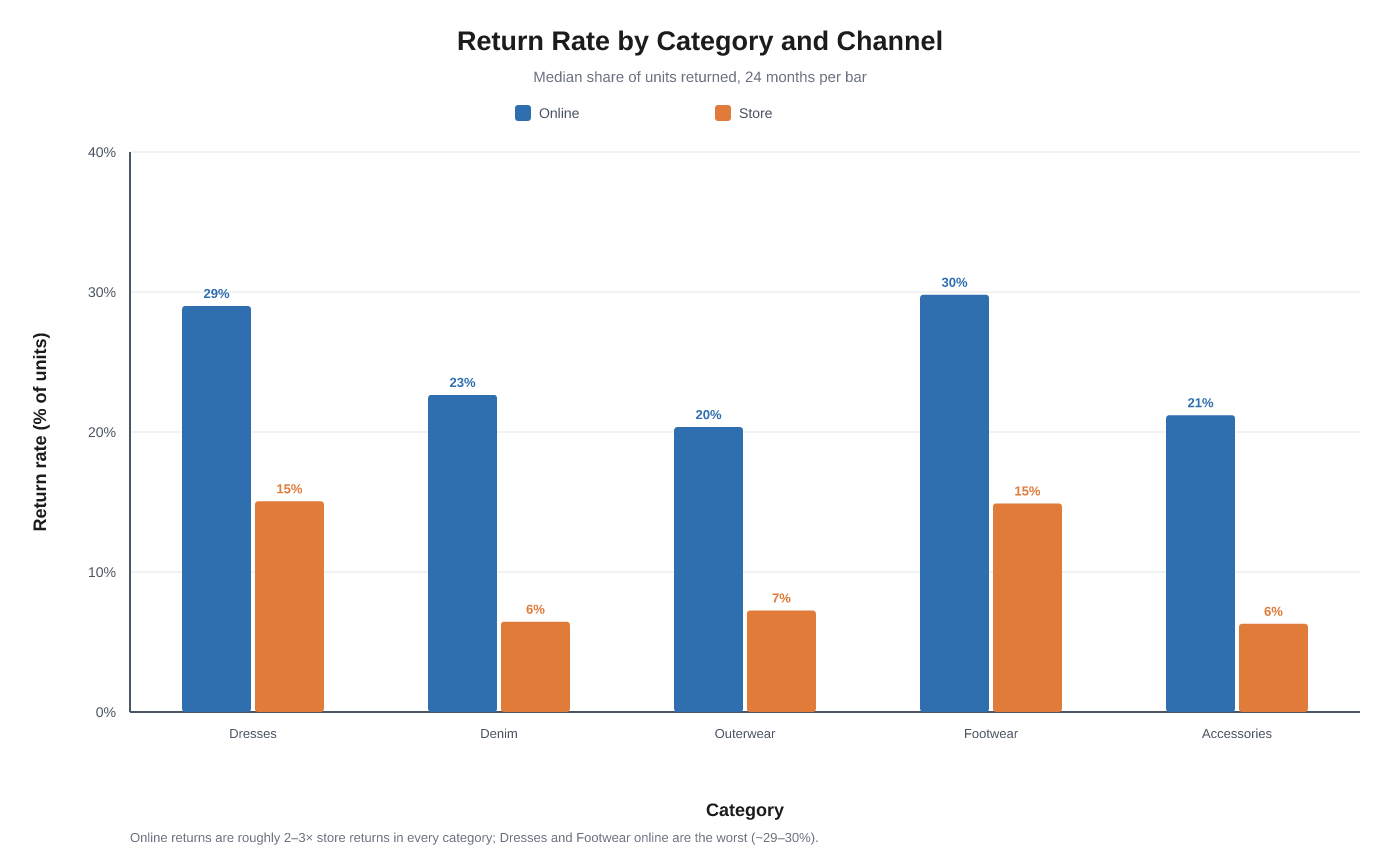 Return Rate by Category and Channel
Median share of units returned, 24 months per bar
Online
Store
40%
30%
20%
10%
0%
Return rate (% of units)
29%
15%
23%
6%
20%
7%
30%
15%
21%
6%
Dresses
Denim
Outerwear
Footwear
Accessories
Category
Online returns are roughly 2–3× store returns in every category; Dresses and Footwear online are the worst (~29–30%).